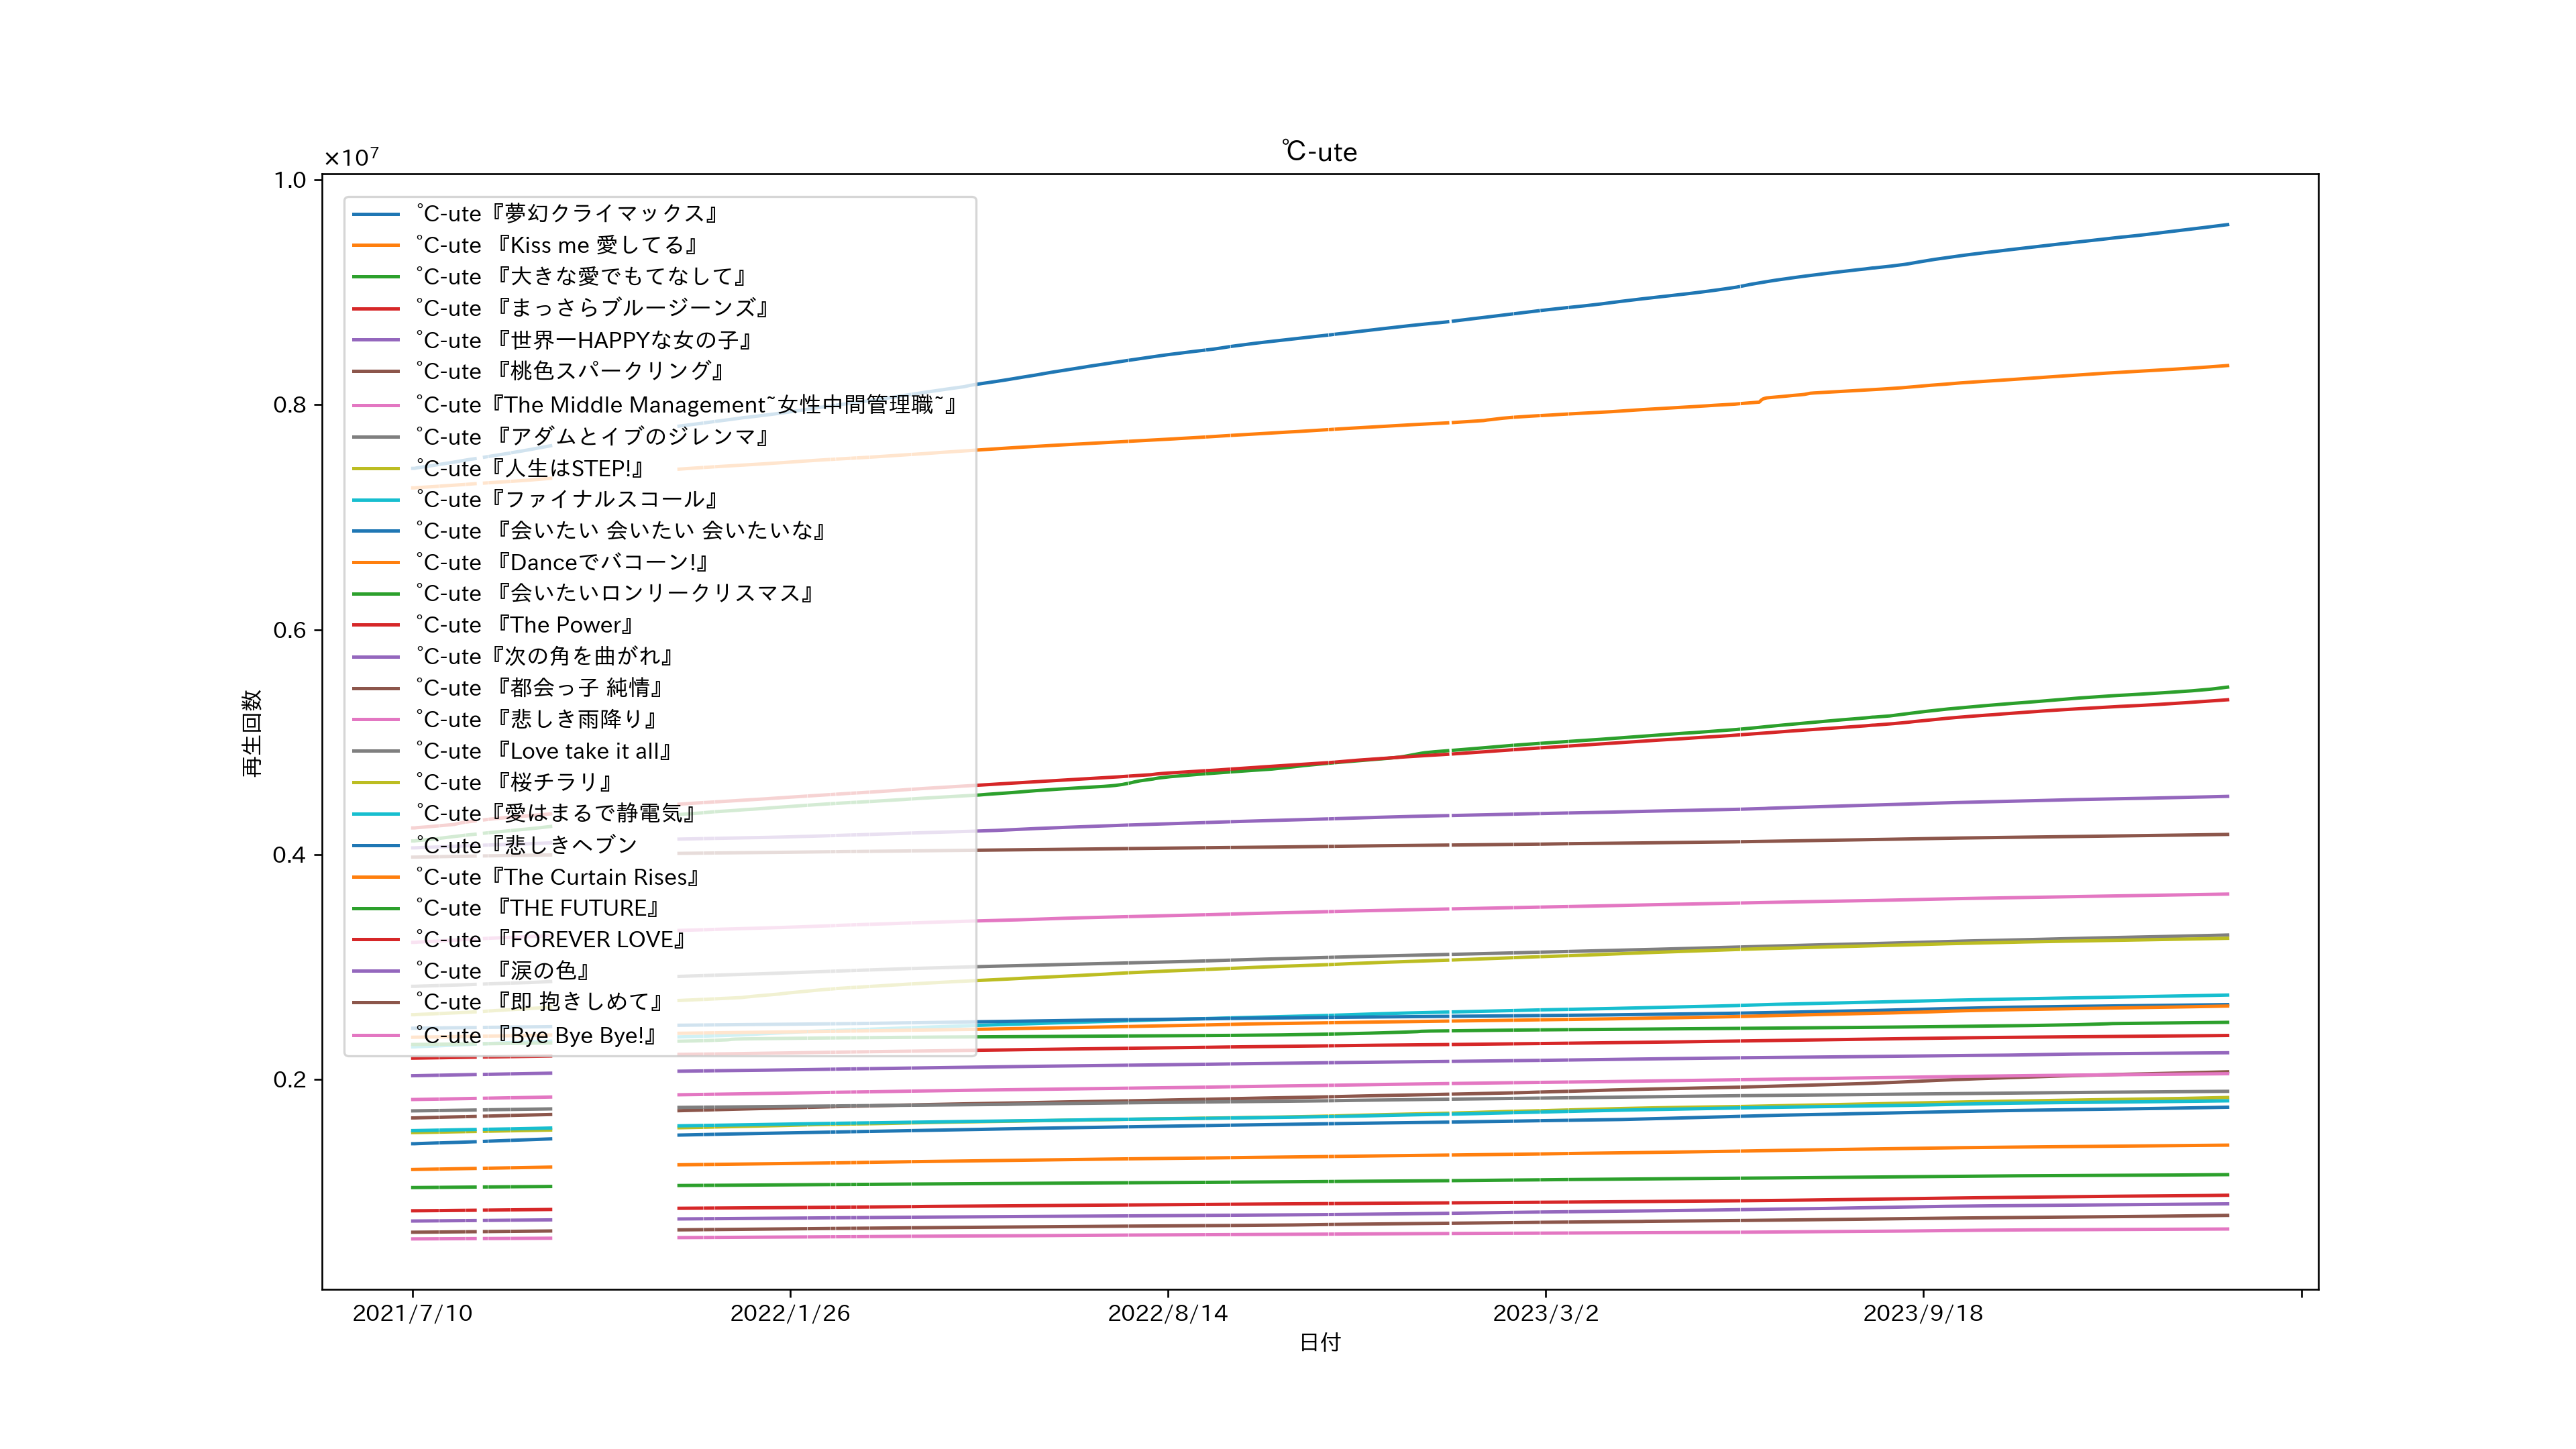 ℃-ute
×10⁷
1.0
0.8
0.6
0.4
0.2
再生回数
℃-ute『夢幻クライマックス』
℃-ute 『Kiss me 愛してる』
℃-ute 『大きな愛でもてなして』
℃-ute 『まっさらブルージーンズ』
℃-ute 『世界一HAPPYな女の子』
℃-ute 『桃色スパークリング』
℃-ute『The Middle Management~女性中間管理職~』
℃-ute 『アダムとイブのジレンマ』
℃-ute『人生はSTEP!』
℃-ute『ファイナルスコール』
℃-ute 『会いたい 会いたい 会いたいな』
℃-ute 『Danceでバコーン!』
℃-ute 『会いたいロンリークリスマス』
℃-ute 『The Power』
℃-ute『次の角を曲がれ』
℃-ute 『都会っ子 純情』
℃-ute 『悲しき雨降り』
℃-ute 『Love take it all』
℃-ute 『桜チラリ』
℃-ute『愛はまるで静電気』
℃-ute『悲しきヘブン
℃-ute『The Curtain Rises』
℃-ute 『THE FUTURE』
℃-ute 『FOREVER LOVE』
℃-ute 『涙の色』
℃-ute 『即 抱きしめて』
℃-ute 『Bye Bye Bye!』
2021/7/10
2022/1/26
2022/8/14
2023/3/2
2023/9/18
日付